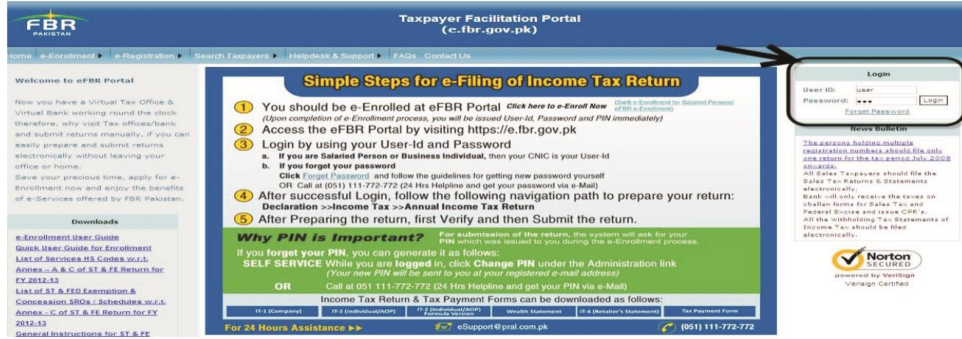 FBR
PAKISTAN
Taxpayer Facilitation Portal
(e.fbr.gov.pk)
Home e-Enrollment e-Registration Search Taxpayers Helpdesk & Support FAQs Contact Us
Welcome to eFBR Portal
Now you have a Virtual Tax Office &
Virtual Bank working round the clock
therefore, why visit Tax offices/bank
and submit returns manually, if you can
easily prepare and submit returns
electronically without leaving your
office or home.
Save your precious time, apply for e-
Enrollment now and enjoy the benefits
of e-Services offered by FBR Pakistan.
Downloads
e-Enrollment User Guide
Quick User Guide for Enrollment
List of Services HS Codes w.r.t.
Annex – A & C of ST & FE Return for
FY 2012-13
List of ST & FED Exemption &
Concession SROs / Schedules w.r.t.
Annex - C of ST & FE Return for FY
2012-13
General Instructions for ST & FE
Simple Steps for e-Filing of Income Tax Return
1 You should be e-Enrolled at eFBR Portal Click here to e-Enroll Now (Swift e-Enrollment for Salaried Persons/
eFBR e-Enrollment)
(Upon completion of e-Enrollment process, you will be issued User-Id, Password and PIN immediately)
2 Access the eFBR Portal by visiting https://e.fbr.gov.pk
3 Login by using your User-Id and Password
a. If you are Salaried Person or Business Individual, then your CNIC is your User-Id
b. If you forget your password
Click Forget Password and follow the guidelines for getting new password yourself
OR Call at (051) 111-772-772 (24 Hrs Helpline and get your password via e-Mail)
4 After successful Login, follow the following navigation path to prepare your return:
Declaration >>Income Tax >>Annual Income Tax Return
5 After Preparing the return, first Verify and then Submit the return.
Why PIN is Important? For submission of the return, the system will ask for your
PIN which was issued to you during the e-Enrollment process.
If you forget your PIN, you can generate it as follows:
SELF SERVICE While you are logged in, click Change PIN under the Administration link
(Your new PIN will be sent to you at your registered e-mail address)
OR Call at 051-111-772-772 (24 Hrs Helpline and get your PIN via e-Mail)
Income Tax Return & Tax Payment Forms can be downloaded as follows:
IT-1 (Company) IT-2 (Individual/AOP) IT-2 (Individual/AOP) Formula Version Wealth Statement IT-4 (Retailer's Statement) Tax Payment Form
For 24 Hours Assistance ►► eSupport@pral.com.pk (051) 111-772-772
Login
User ID: user
Password: ●●● Login
Forget Password
News Bulletin
The persons holding multiple
registration numbers should file only
one return for the tax period July 2008
onwards.
All Sales Taxpayers should file the
Sales Tax Returns & Statements
electronically.
Bank will only receive the taxes on
challan forms for Sales Tax and
Federal Excise and issue CPR's.
All the Withholding Tax Statements of
Income Tax should be filed
electronically.
Norton
SECURED
powered by VeriSign
Verisign Certified